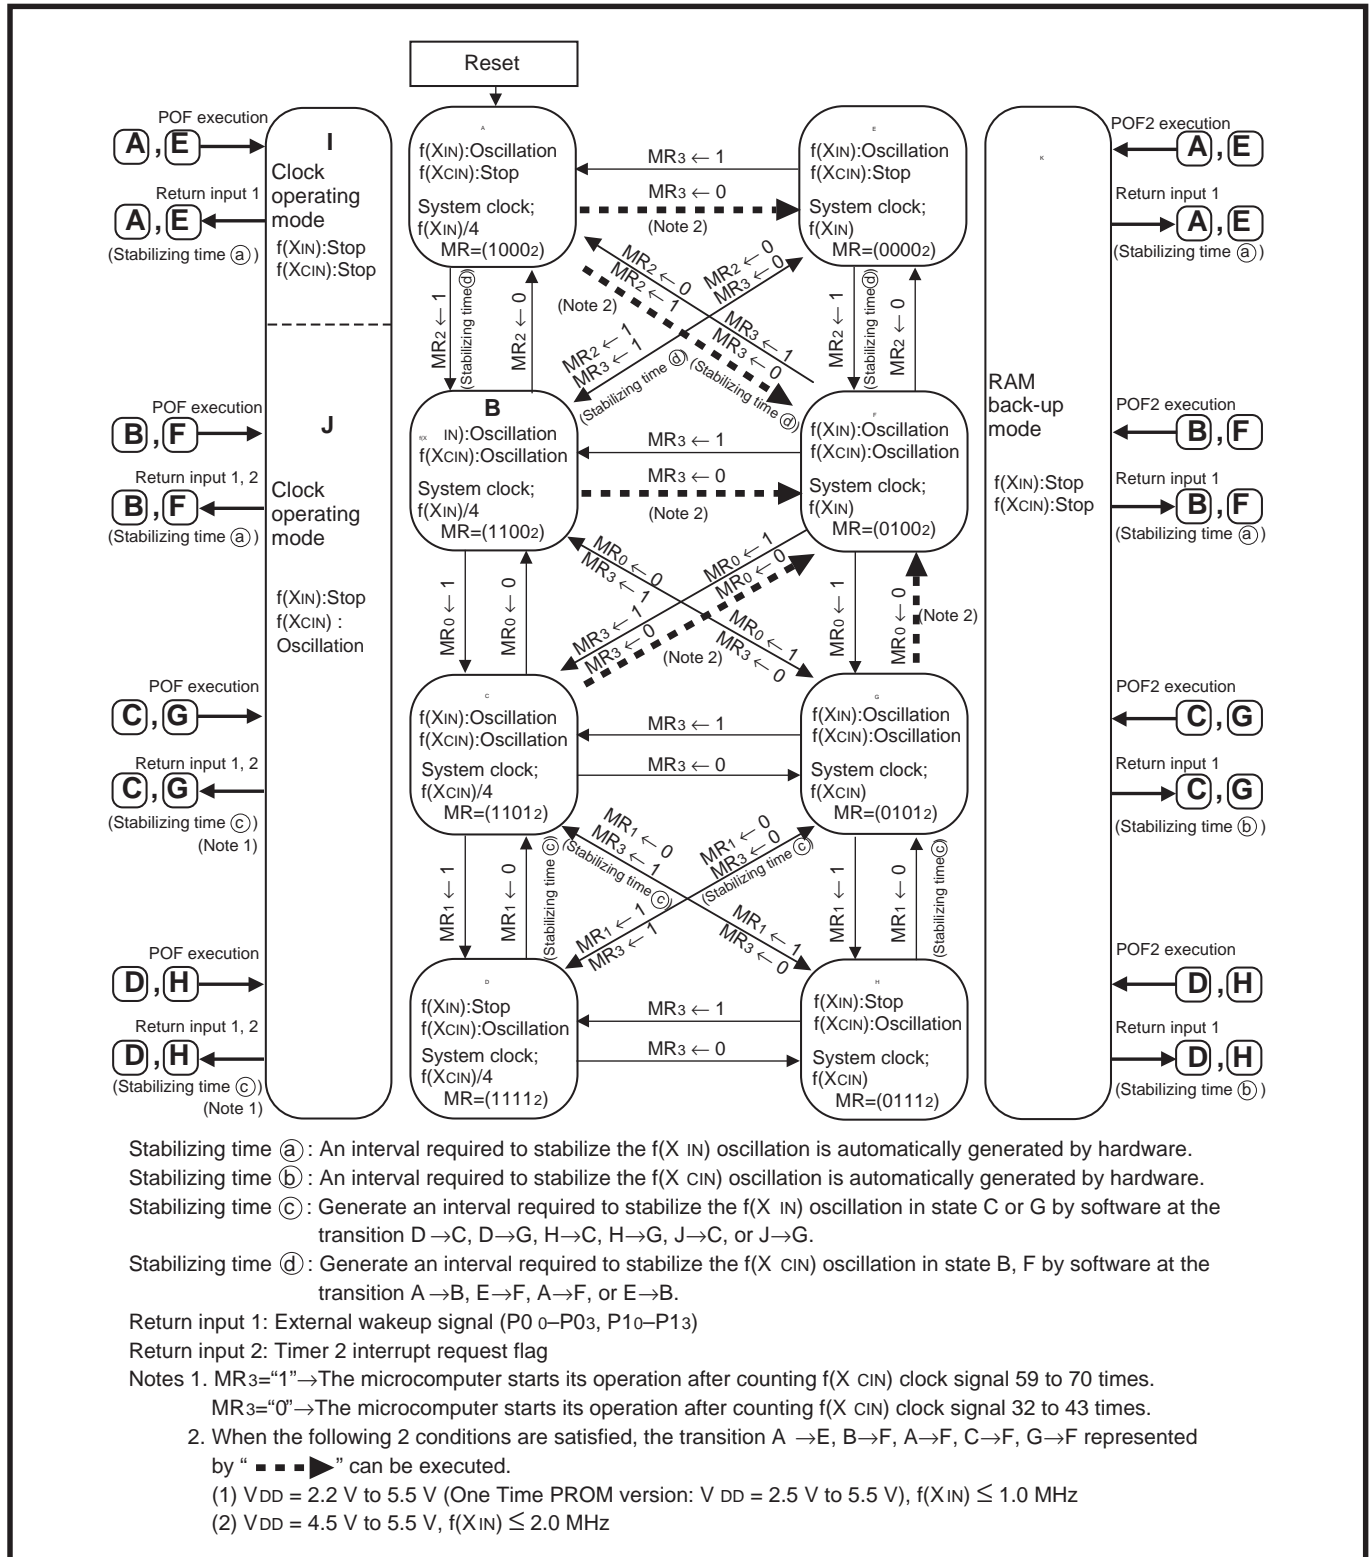 Reset
POF execution
A , E
Return input 1
A , E
(Stabilizing time ⓐ)
POF execution
B , F
Return input 1, 2
B , F
(Stabilizing time ⓐ)
POF execution
C , G
Return input 1, 2
C , G
(Stabilizing time ⓒ)
(Note 1)
POF execution
D , H
Return input 1, 2
D , H
(Stabilizing time ⓒ)
(Note 1)
I
Clock
operating
mode
f(XIN):Stop
f(XCIN):Stop
J
Clock
operating
mode
f(XIN):Stop
f(XCIN) :
Oscillation
A
f(XIN):Oscillation
f(XCIN):Stop
System clock;
f(XIN)/4
MR=(10002)
MR3 ← 1
MR3 ← 0
(Note 2)
E
f(XIN):Oscillation
f(XCIN):Stop
System clock;
f(XIN)
MR=(00002)
MR2 ← 1
(Stabilizing timeⓓ)
MR2 ← 0
(Note 2)
MR2 ← 0
MR2 ← 1
MR2 ← 0
MR3 ← 0
MR2 ← 1
MR3 ← 1
MR3 ← 1
MR3 ← 0
(Stabilizing time ⓓ)
(Stabilizing time ⓓ)
MR2 ← 1
(Stabilizing timeⓓ)
MR2 ← 0
B
f(X IN):Oscillation
f(XCIN):Oscillation
System clock;
f(XIN)/4
MR=(11002)
MR3 ← 1
MR3 ← 0
(Note 2)
F
f(XIN):Oscillation
f(XCIN):Oscillation
System clock;
f(XIN)
MR=(01002)
MR0 ← 1
MR0 ← 0
MR0 ← 0
MR3 ← 1
MR0 ← 1
MR0 ← 0
MR3 ← 1
MR3 ← 0
(Note 2)
MR0 ← 1
MR3 ← 0
MR0 ← 1
MR0 ← 0
(Note 2)
C
f(XIN):Oscillation
f(XCIN):Oscillation
System clock;
f(XCIN)/4
MR=(11012)
MR3 ← 1
MR3 ← 0
G
f(XIN):Oscillation
f(XCIN):Oscillation
System clock;
f(XCIN)
MR=(01012)
MR1 ← 1
MR1 ← 0
(Stabilizing time ⓒ)
MR1 ← 0
MR3 ← 1
(Stabilizing time ⓒ)
MR1 ← 0
MR3 ← 0
(Stabilizing time ⓒ)
MR1 ← 1
MR3 ← 1
MR1 ← 1
MR3 ← 0
MR1 ← 1
MR1 ← 0
(Stabilizing timeⓒ)
D
f(XIN):Stop
f(XCIN):Oscillation
System clock;
f(XCIN)/4
MR=(11112)
MR3 ← 1
MR3 ← 0
H
f(XIN):Stop
f(XCIN):Oscillation
System clock;
f(XCIN)
MR=(01112)
K
RAM
back-up
mode
f(XIN):Stop
f(XCIN):Stop
POF2 execution
A , E
Return input 1
A , E
(Stabilizing time ⓐ)
POF2 execution
B , F
Return input 1
B , F
(Stabilizing time ⓐ)
POF2 execution
C , G
Return input 1
C , G
(Stabilizing time ⓑ)
POF2 execution
D , H
Return input 1
D , H
(Stabilizing time ⓑ)
Stabilizing time ⓐ : An interval required to stabilize the f(X IN) oscillation is automatically generated by hardware.
Stabilizing time ⓑ : An interval required to stabilize the f(X CIN) oscillation is automatically generated by hardware.
Stabilizing time ⓒ : Generate an interval required to stabilize the f(X IN) oscillation in state C or G by software at the
transition D →C, D→G, H→C, H→G, J→C, or J→G.
Stabilizing time ⓓ : Generate an interval required to stabilize the f(X CIN) oscillation in state B, F by software at the
transition A →B, E→F, A→F, or E→B.
Return input 1: External wakeup signal (P0 0–P03, P10–P13)
Return input 2: Timer 2 interrupt request flag
Notes 1. MR3=“1”→The microcomputer starts its operation after counting f(X CIN) clock signal 59 to 70 times.
MR3=“0”→The microcomputer starts its operation after counting f(X CIN) clock signal 32 to 43 times.
2. When the following 2 conditions are satisfied, the transition A →E, B→F, A→F, C→F, G→F represented
by “ ” can be executed.
(1) VDD = 2.2 V to 5.5 V (One Time PROM version: V DD = 2.5 V to 5.5 V), f(XIN) ≤ 1.0 MHz
(2) VDD = 4.5 V to 5.5 V, f(XIN) ≤ 2.0 MHz